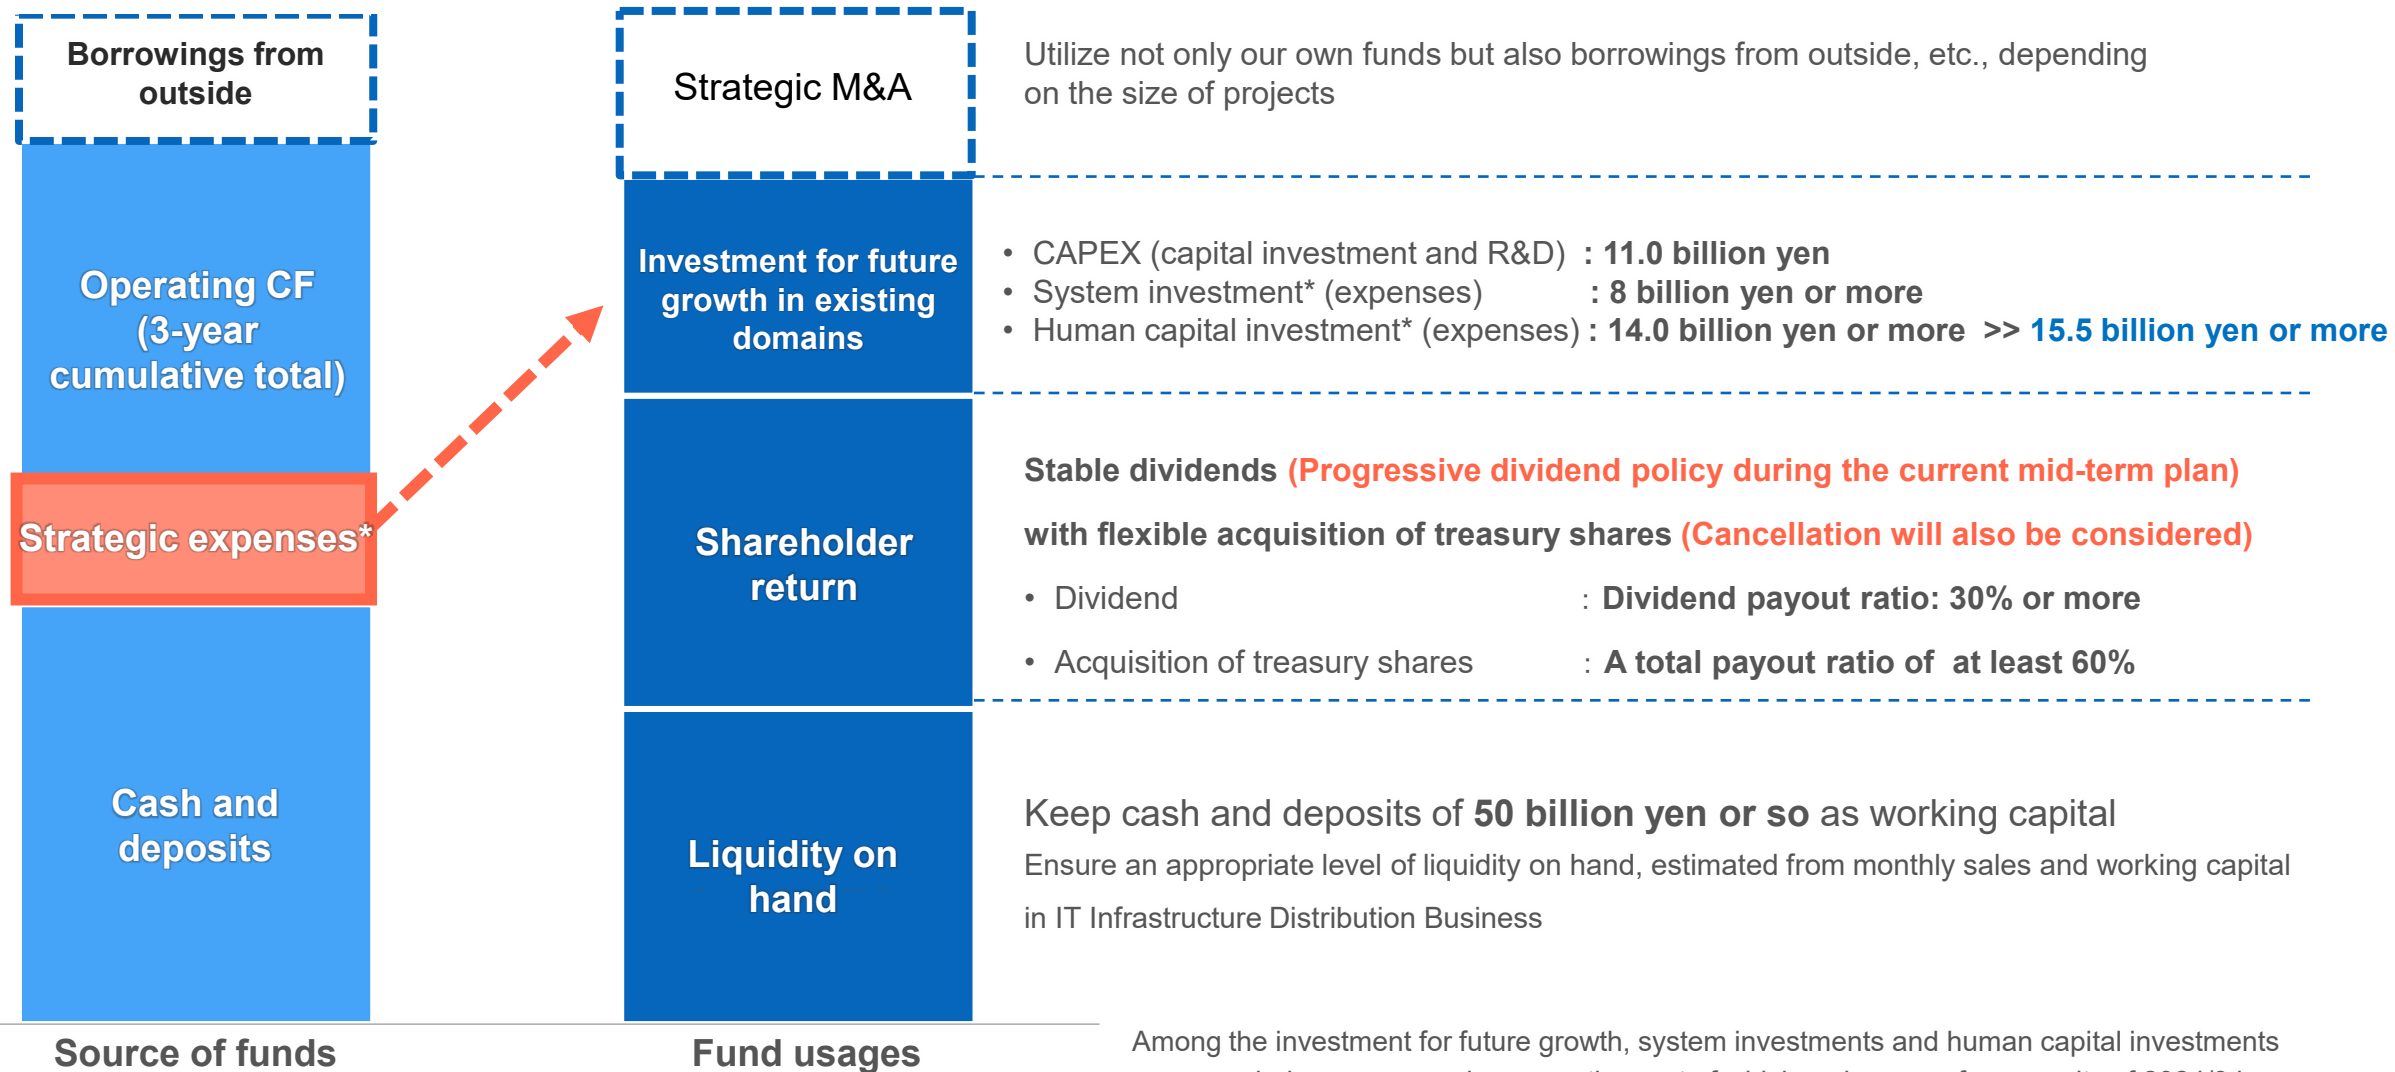 Borrowings from
outside
Operating CF
(3-year
cumulative total)
Strategic expenses*
Cash and
deposits
Source of funds
Strategic M&A
Investment for future
growth in existing
domains
Shareholder
return
Liquidity on
hand
Fund usages
Utilize not only our own funds but also borrowings from outside, etc., depending
on the size of projects
• CAPEX (capital investment and R&D) : 11.0 billion yen
• System investment* (expenses) : 8 billion yen or more
• Human capital investment* (expenses) : 14.0 billion yen or more >> 15.5 billion yen or more
Stable dividends (Progressive dividend policy during the current mid-term plan)
with flexible acquisition of treasury shares (Cancellation will also be considered)
• Dividend : Dividend payout ratio: 30% or more
• Acquisition of treasury shares : A total payout ratio of at least 60%
Keep cash and deposits of 50 billion yen or so as working capital
Ensure an appropriate level of liquidity on hand, estimated from monthly sales and working capital
in IT Infrastructure Distribution Business
Among the investment for future growth, system investments and human capital investments